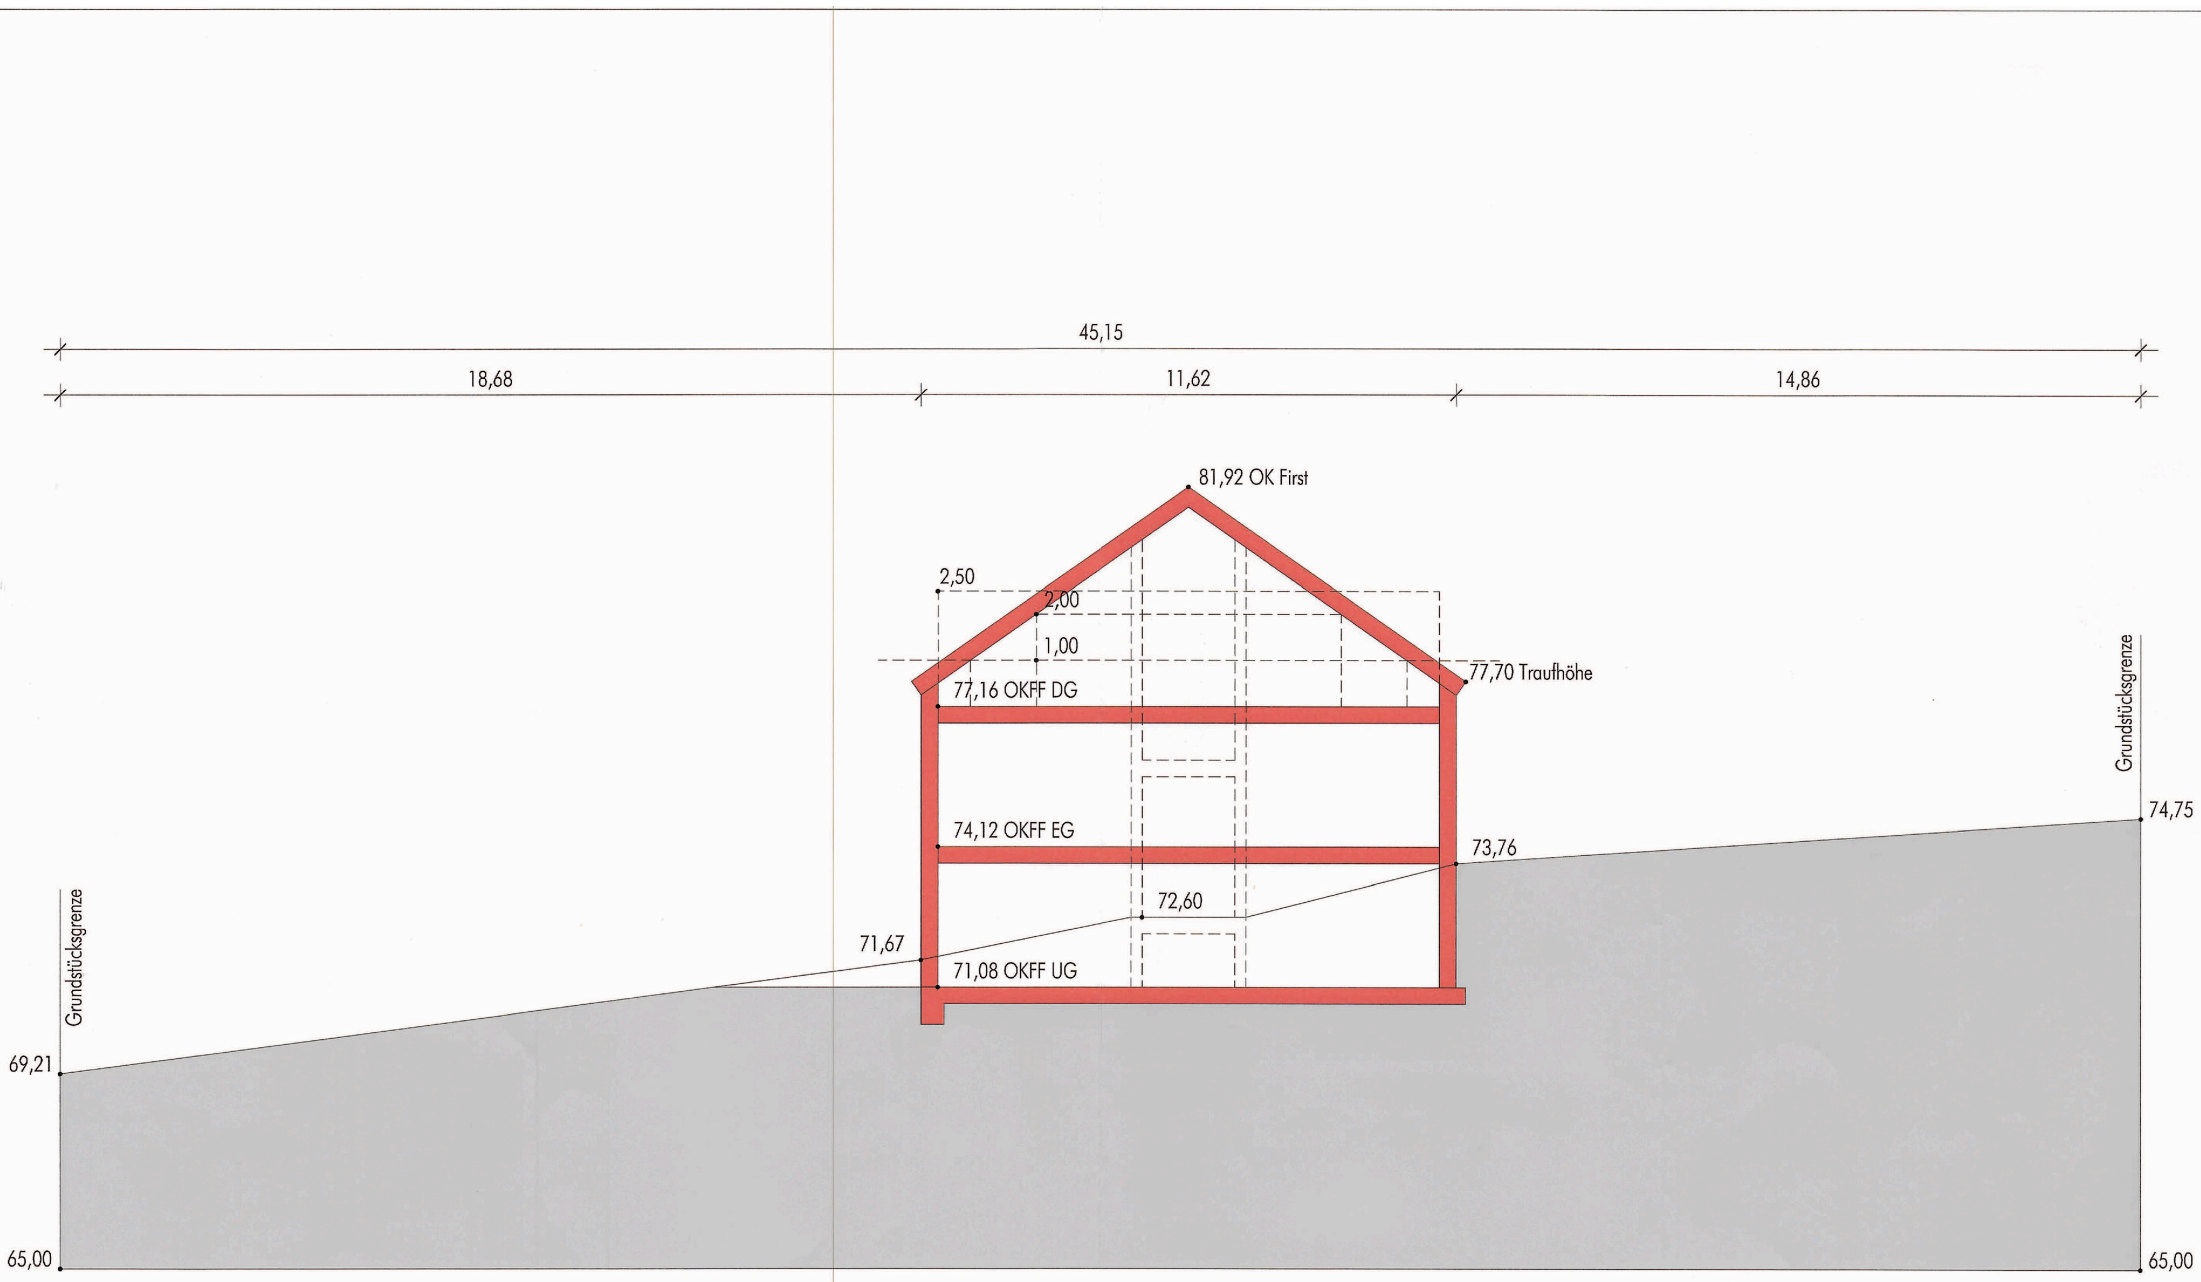 45,15
18,68
11,62
14,86
81,92 OK First
2,50
2,00
1,00
77,16 OKFF DG
77,70 Traufhöhe
Grundstücksgrenze
74,75
74,12 OKFF EG
73,76
72,60
71,67
71,08 OKFF UG
Grundstücksgrenze
69,21
65,00
65,00